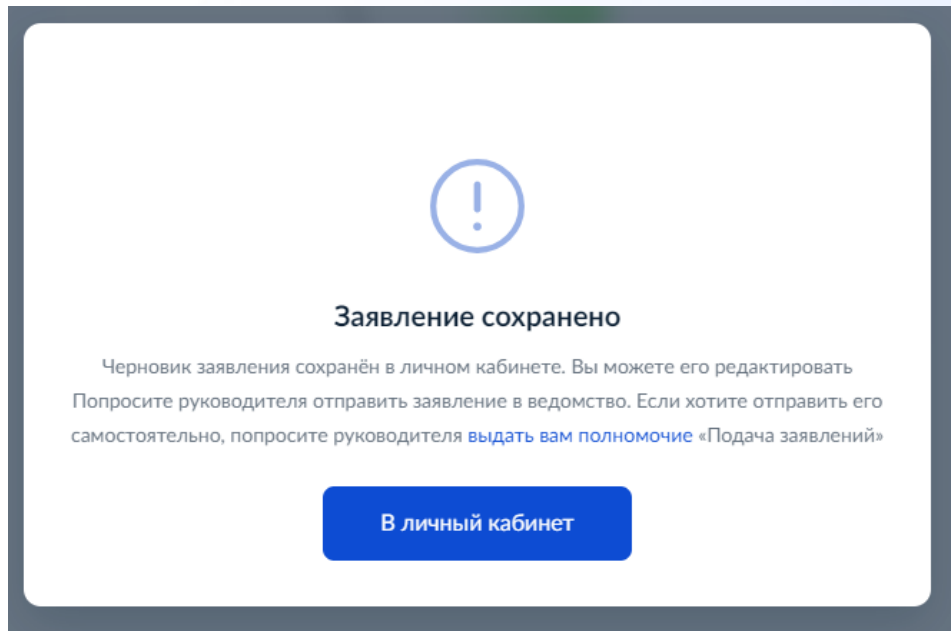 Заявление сохранено
Черновик заявления сохранён в личном кабинете. Вы можете его редактировать
Попросите руководителя отправить заявление в ведомство. Если хотите отправить его
самостоятельно, попросите руководителя выдать вам полномочие «Подача заявлений»
В личный кабинет